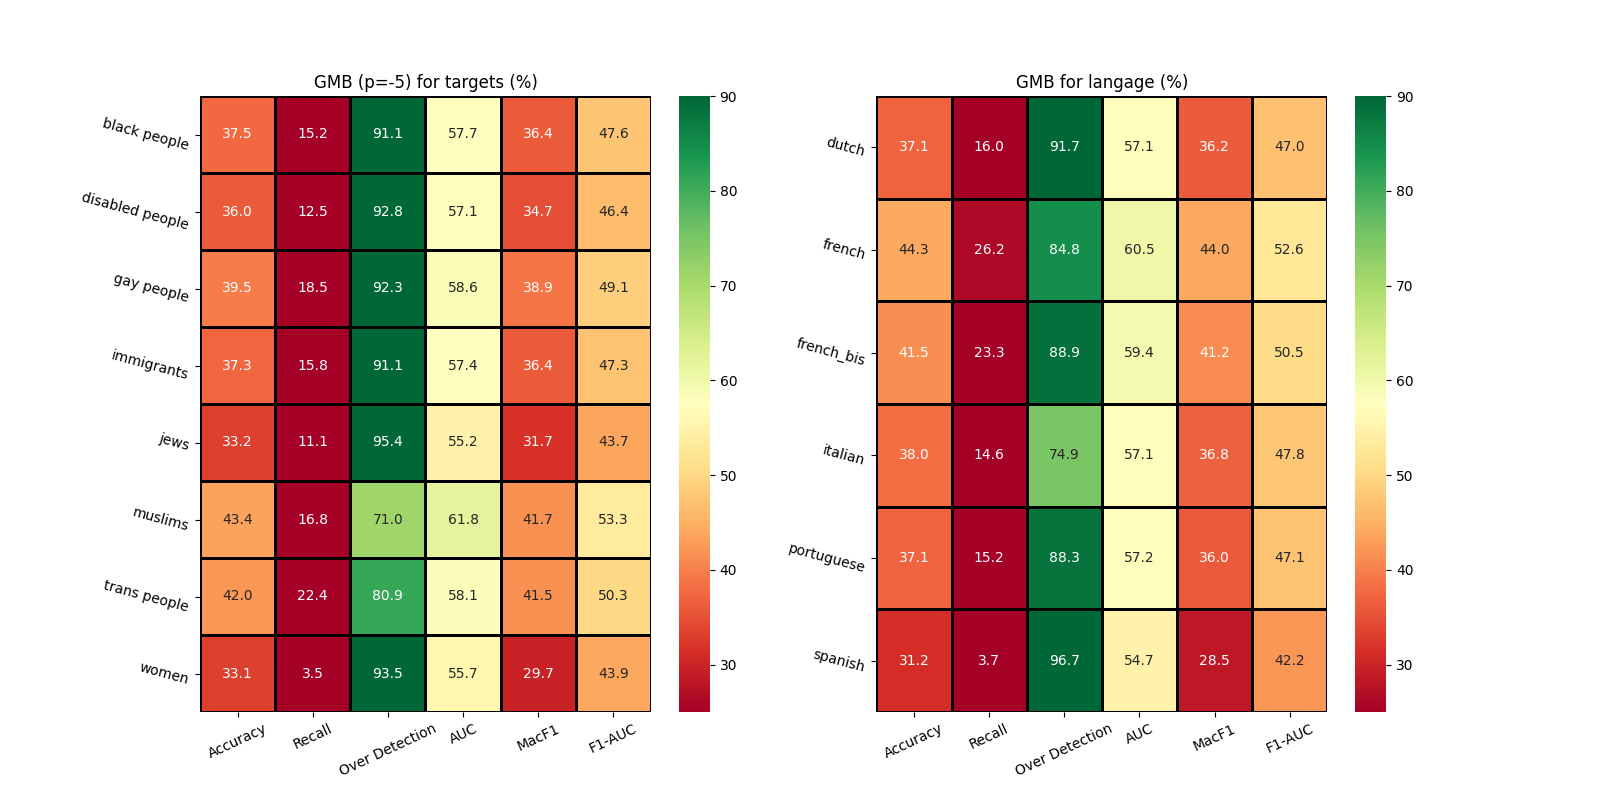 GMB (p=-5) for targets (%)
black people 37.5 15.2 91.1 57.7 36.4 47.6
disabled people 36.0 12.5 92.8 57.1 34.7 46.4
gay people 39.5 18.5 92.3 58.6 38.9 49.1
immigrants 37.3 15.8 91.1 57.4 36.4 47.3
jews 33.2 11.1 95.4 55.2 31.7 43.7
muslims 43.4 16.8 71.0 61.8 41.7 53.3
trans people 42.0 22.4 80.9 58.1 41.5 50.3
women 33.1 3.5 93.5 55.7 29.7 43.9
Accuracy Recall Over Detection AUC MacF1 F1-AUC
90
80
70
60
50
40
30
GMB for langage (%)
dutch 37.1 16.0 91.7 57.1 36.2 47.0
french 44.3 26.2 84.8 60.5 44.0 52.6
french_bis 41.5 23.3 88.9 59.4 41.2 50.5
italian 38.0 14.6 74.9 57.1 36.8 47.8
portuguese 37.1 15.2 88.3 57.2 36.0 47.1
spanish 31.2 3.7 96.7 54.7 28.5 42.2
Accuracy Recall Over Detection AUC MacF1 F1-AUC
90
80
70
60
50
40
30